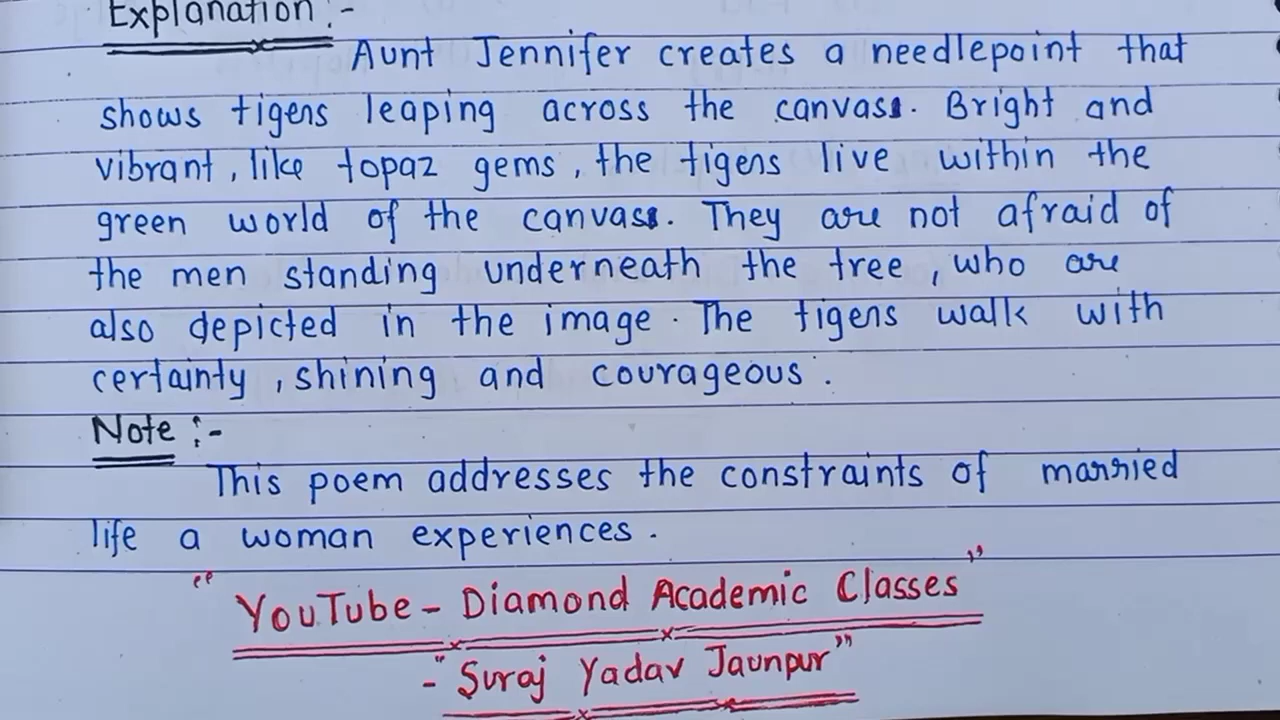 Explanation :-
Aunt Jennifer creates a needlepoint that
shows tigers leaping across the canvass. Bright and
vibrant, like topaz gems, the tigers live within the
green world of the canvass. They are not afraid of
the men standing underneath the tree, who are
also depicted in the image. The tigers walk with
certainty, shining and courageous.
Note :-
This poem addresses the constraints of married
life a woman experiences.
"YouTube - Diamond Academic Classes"
- "Suraj Yadav Jaunpur"